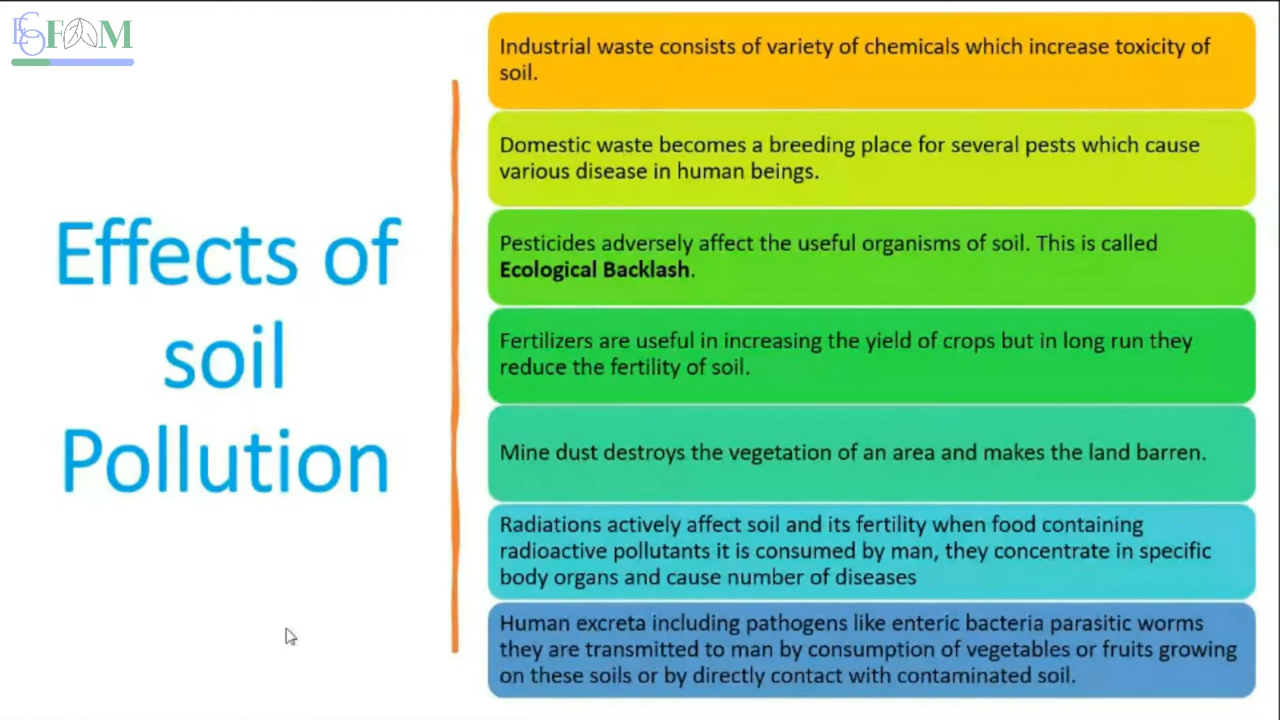 ECO FAM
Effects of
soil
Pollution
Industrial waste consists of variety of chemicals which increase toxicity of
soil.
Domestic waste becomes a breeding place for several pests which cause
various disease in human beings.
Pesticides adversely affect the useful organisms of soil. This is called
Ecological Backlash.
Fertilizers are useful in increasing the yield of crops but in long run they
reduce the fertility of soil.
Mine dust destroys the vegetation of an area and makes the land barren.
Radiations actively affect soil and its fertility when food containing
radioactive pollutants it is consumed by man, they concentrate in specific
body organs and cause number of diseases
Human excreta including pathogens like enteric bacteria parasitic worms
they are transmitted to man by consumption of vegetables or fruits growing
on these soils or by directly contact with contaminated soil.